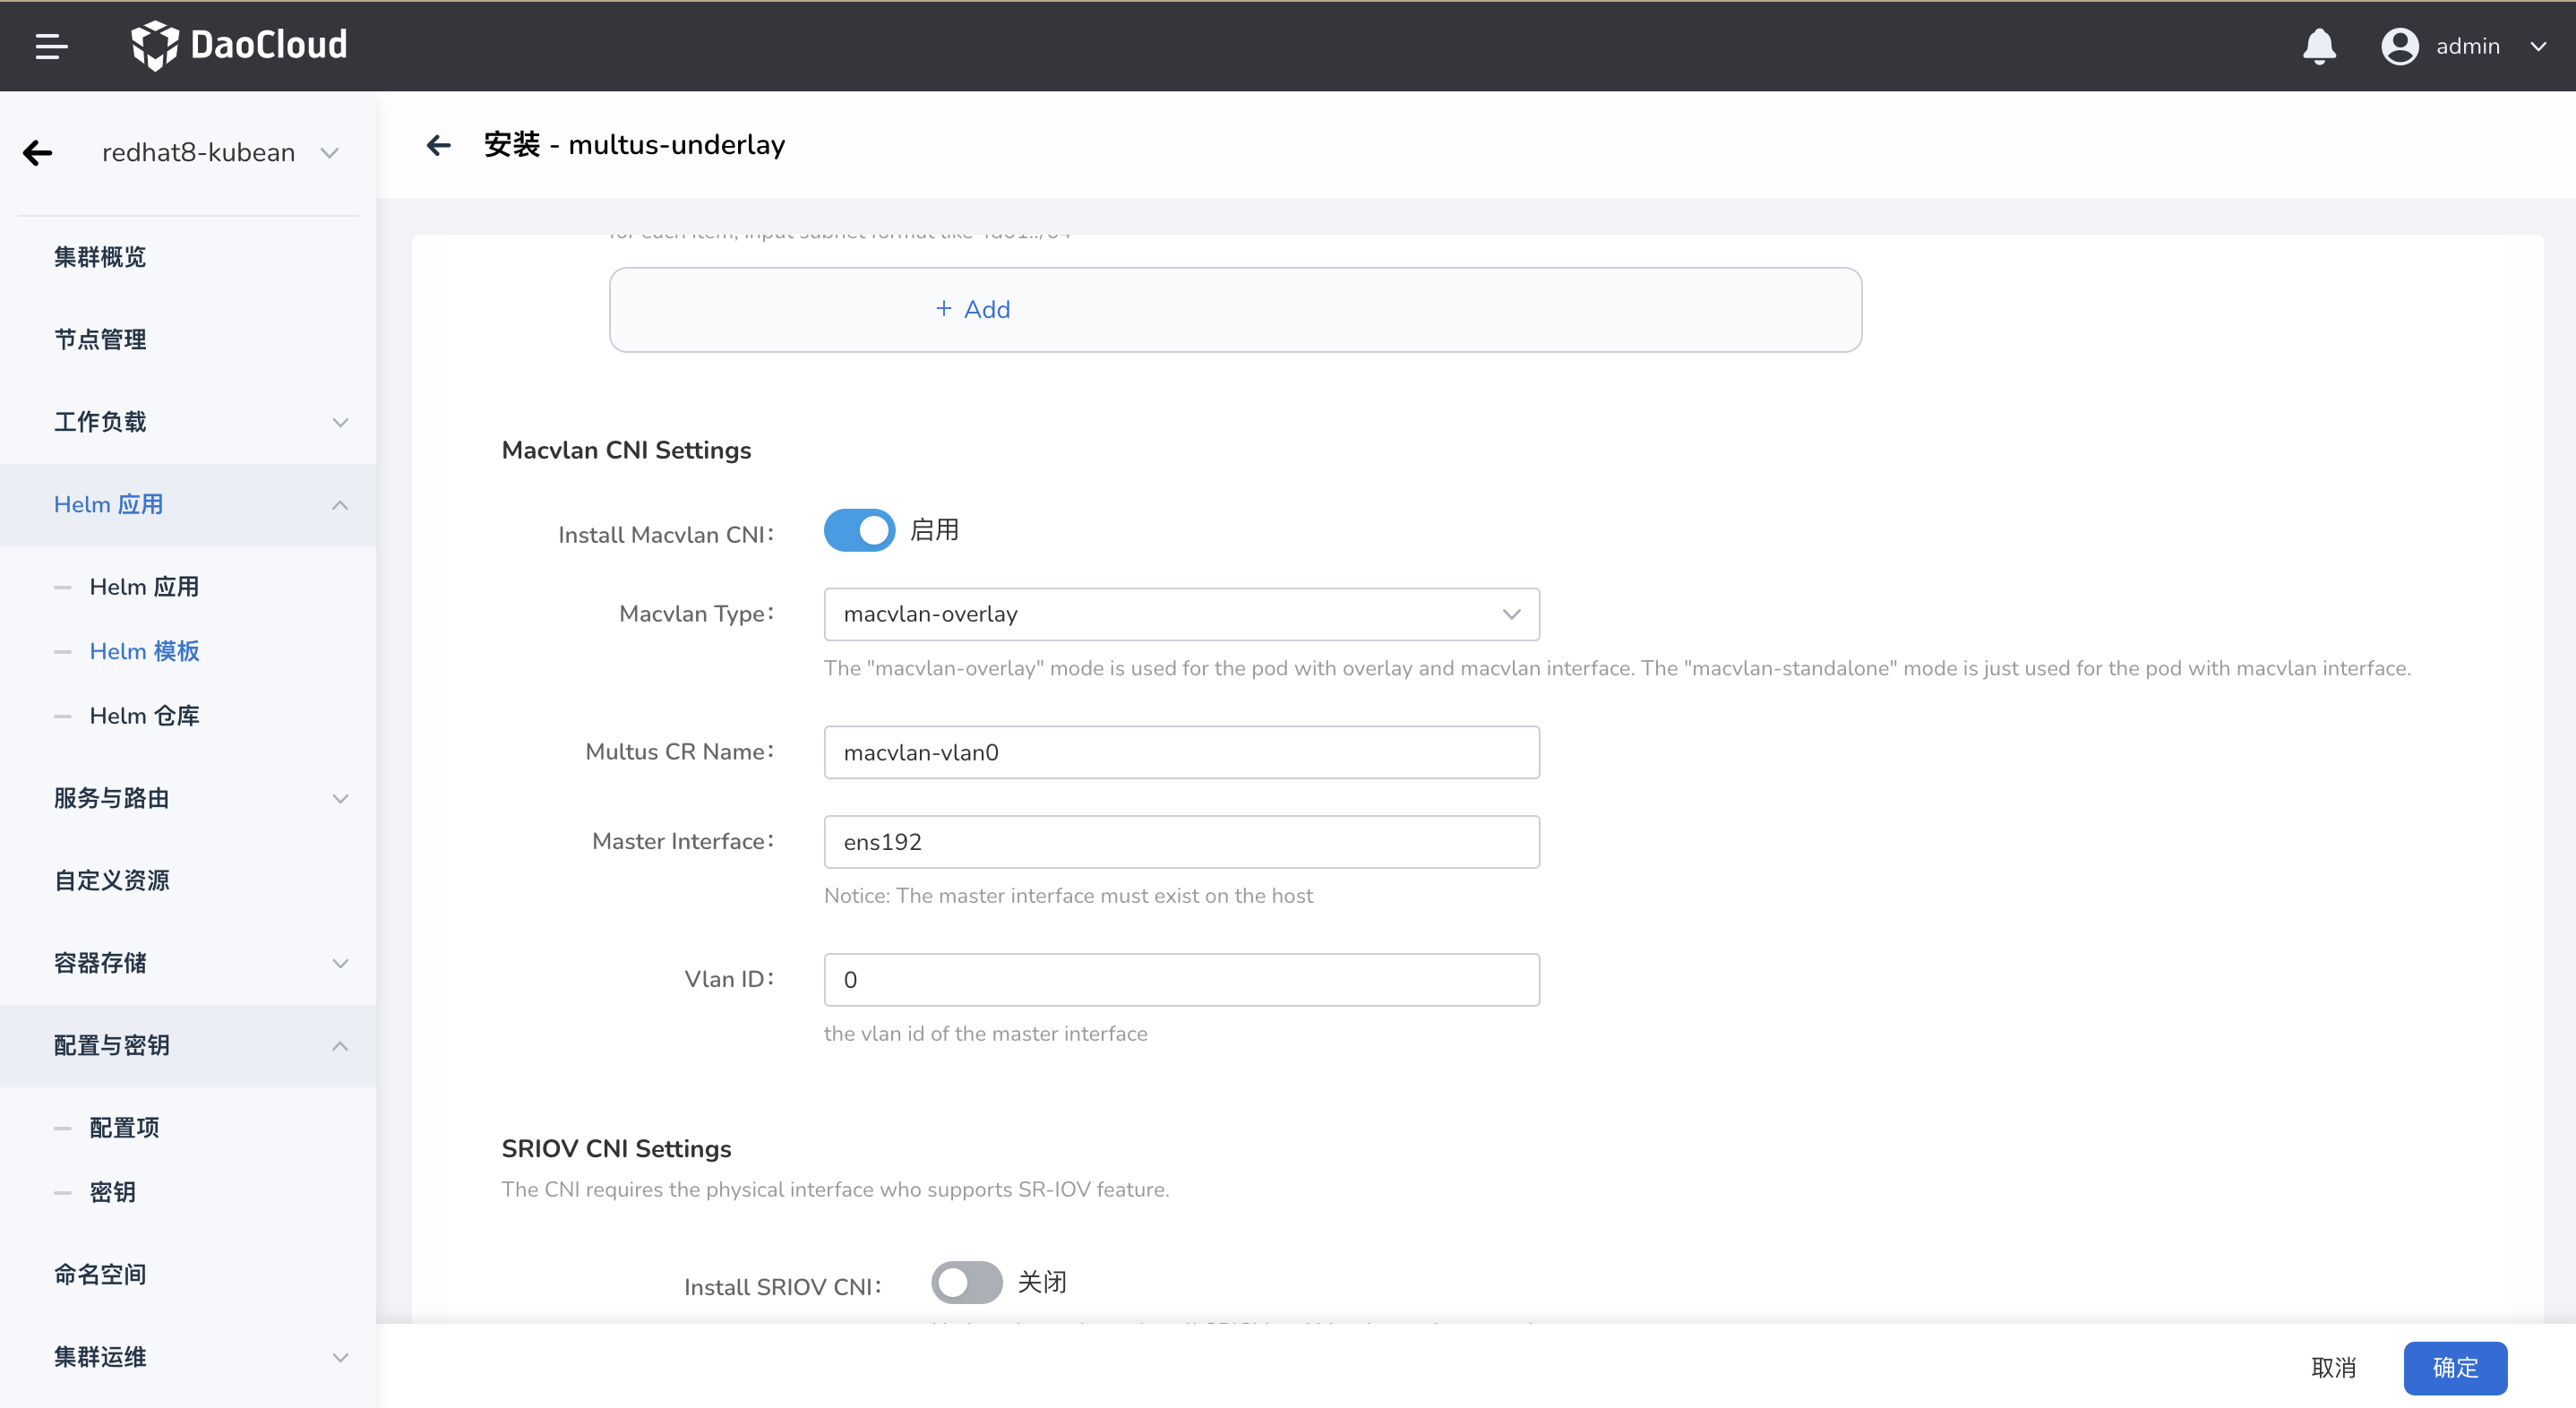 DaoCloud
admin
redhat8-kubean
集群概览
节点管理
工作负载
Helm 应用
Helm 应用
Helm 模板
Helm 仓库
服务与路由
自定义资源
容器存储
配置与密钥
配置项
密钥
命名空间
集群运维
安装 - multus-underlay
for each item, input subnet format like
+ Add
Macvlan CNI Settings
Install Macvlan CNI: 启用
Macvlan Type: macvlan-overlay
The "macvlan-overlay" mode is used for the pod with overlay and macvlan interface. The "macvlan-standalone" mode is just used for the pod with macvlan interface.
Multus CR Name: macvlan-vlan0
Master Interface: ens192
Notice: The master interface must exist on the host
Vlan ID: 0
the vlan id of the master interface
SRIOV CNI Settings
The CNI requires the physical interface who supports SR-IOV feature.
Install SRIOV CNI: 关闭
取消
确定